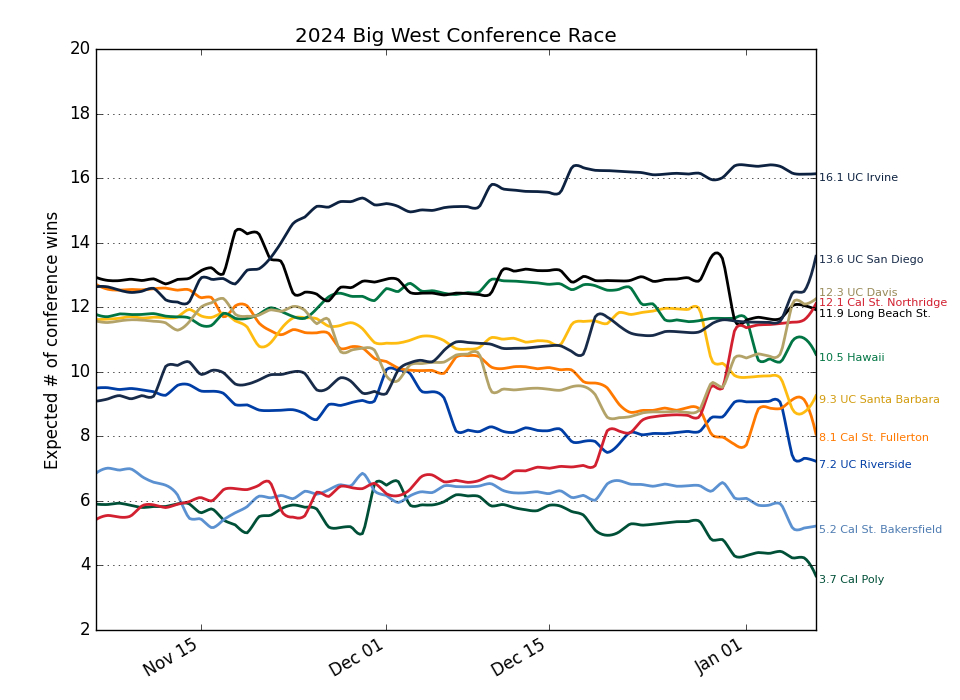 2024 Big West Conference Race
Expected # of conference wins
20
18
16
14
12
10
8
6
4
2
Nov 15
Dec 01
Dec 15
Jan 01
16.1 UC Irvine
13.6 UC San Diego
12.3 UC Davis
12.1 Cal St. Northridge
11.9 Long Beach St.
10.5 Hawaii
9.3 UC Santa Barbara
8.1 Cal St. Fullerton
7.2 UC Riverside
5.2 Cal St. Bakersfield
3.7 Cal Poly